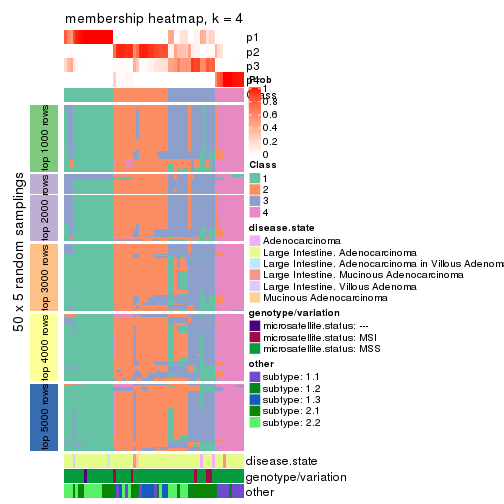 membership heatmap, k = 4
p1
p2
p3
Prob
1
0.8
0.6
0.4
0.2
0
50 x 5 random samplings
top 1000 rows
top 2000 rows
top 3000 rows
top 4000 rows
top 5000 rows
Class
1
2
3
4
disease.state
Adenocarcinoma
Large Intestine. Adenocarcinoma
Large Intestine. Adenocarcinoma in Villous Adenom
Large Intestine. Mucinous Adenocarcinoma
Large Intestine. Villous Adenoma
Mucinous Adenocarcinoma
genotype/variation
microsatellite.status: ---
microsatellite.status: MSI
microsatellite.status: MSS
other
subtype: 1.1
subtype: 1.2
subtype: 1.3
subtype: 2.1
subtype: 2.2
disease.state
genotype/variation
other